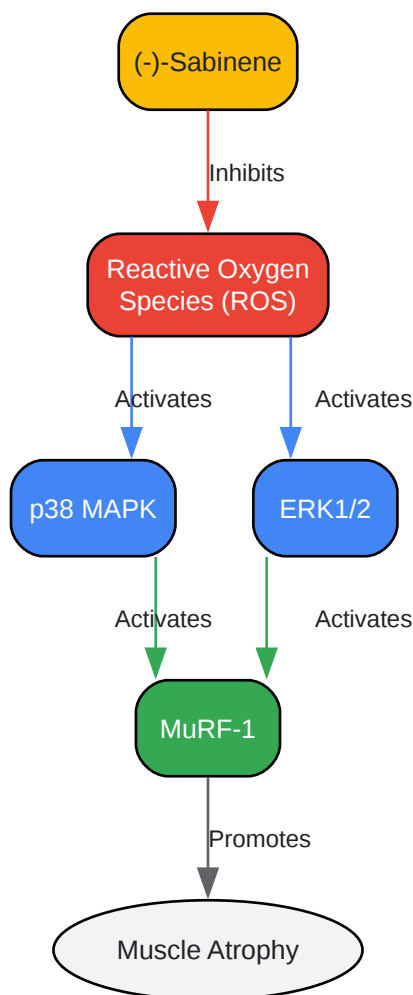 (-)-Sabinene
Inhibits
Reactive Oxygen
Species (ROS)
Activates
Activates
p38 MAPK
ERK1/2
Activates
Activates
MuRF-1
Promotes
Muscle Atrophy